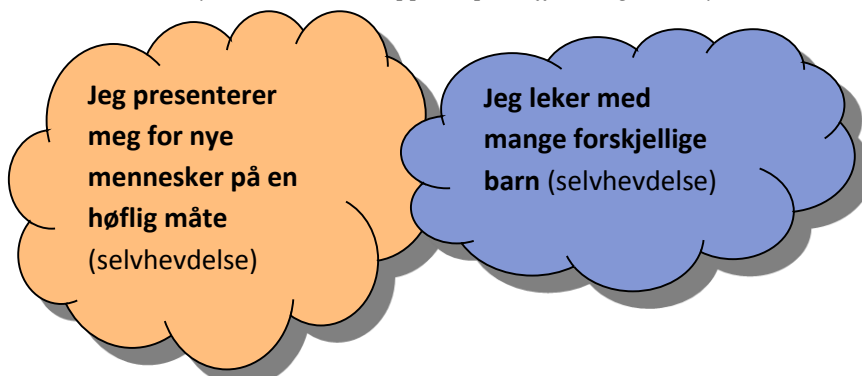 Jeg presenterer
meg for nye
mennesker på en
høflig måte
(selvhevdelse)
Jeg leker med
mange forskjellige
barn (selvhevdelse)